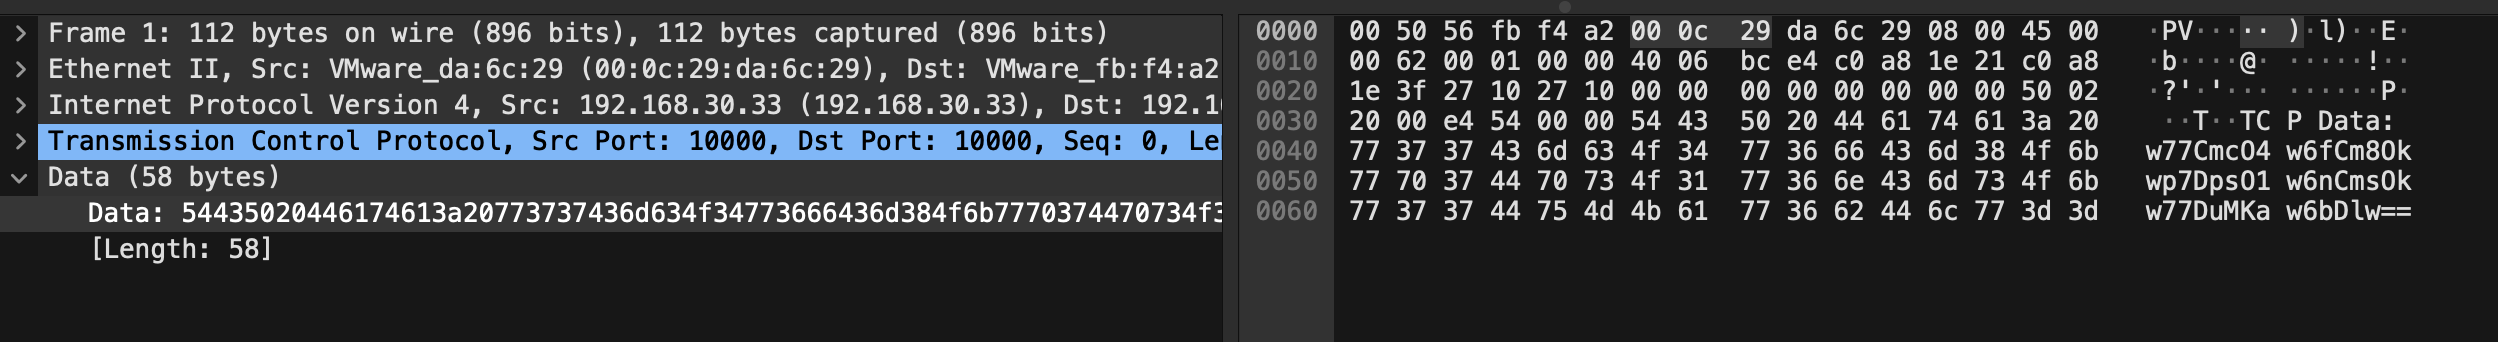 Frame 1: 112 bytes on wire (896 bits), 112 bytes captured (896 bits)
Ethernet II, Src: VMware_da:6c:29 (00:0c:29:da:6c:29), Dst: VMware_fb:f4:a2
Internet Protocol Version 4, Src: 192.168.30.33 (192.168.30.33), Dst: 192.1
Transmission Control Protocol, Src Port: 10000, Dst Port: 10000, Seq: 0, Le
Data (58 bytes)
Data: 54435020446174613a20773737436d634f34773666436d384f6b7770374470734f3
[Length: 58]
0000 00 50 56 fb f4 a2 00 0c 29 da 6c 29 08 00 45 00 ·PV····· )·l)··E·
0010 00 62 00 01 00 00 40 06 bc e4 c0 a8 1e 21 c0 a8 ·b····@· ·····!··
0020 1e 3f 27 10 27 10 00 00 00 00 00 00 00 00 50 02 ·?'·'··· ······P·
0030 20 00 e4 54 00 00 54 43 50 20 44 61 74 61 3a 20 ··T··TC P Data:
0040 77 37 37 43 6d 63 4f 34 77 36 66 43 6d 38 4f 6b w77CmcO4 w6fCm8Ok
0050 77 70 37 44 70 73 4f 31 77 36 6e 43 6d 73 4f 6b wp7DpsO1 w6nCmsOk
0060 77 37 37 44 75 4d 4b 61 77 36 62 44 6c 77 3d 3d w77DuMKa w6bDlw==